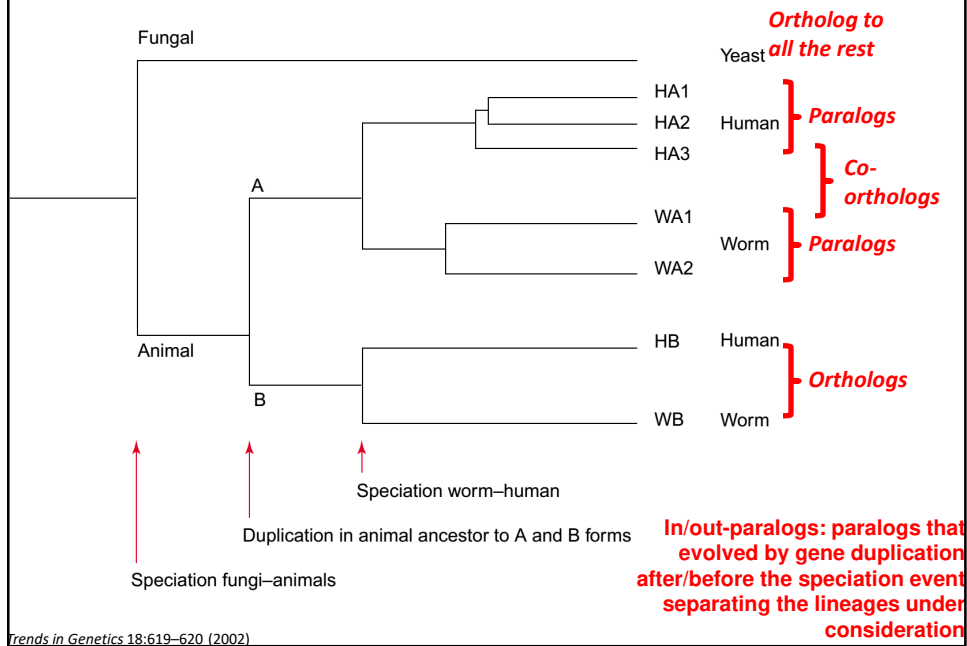 Fungal
Ortholog to
all the rest
Yeast
HA1
HA2
HA3
Human
Paralogs
Co-
orthologs
A
WA1
WA2
Worm
Paralogs
Animal
B
HB
Human
Orthologs
WB
Worm
Speciation worm–human
Duplication in animal ancestor to A and B forms
Speciation fungi–animals
In/out-paralogs: paralogs that
evolved by gene duplication
after/before the speciation event
separating the lineages under
consideration
Trends in Genetics 18:619–620 (2002)